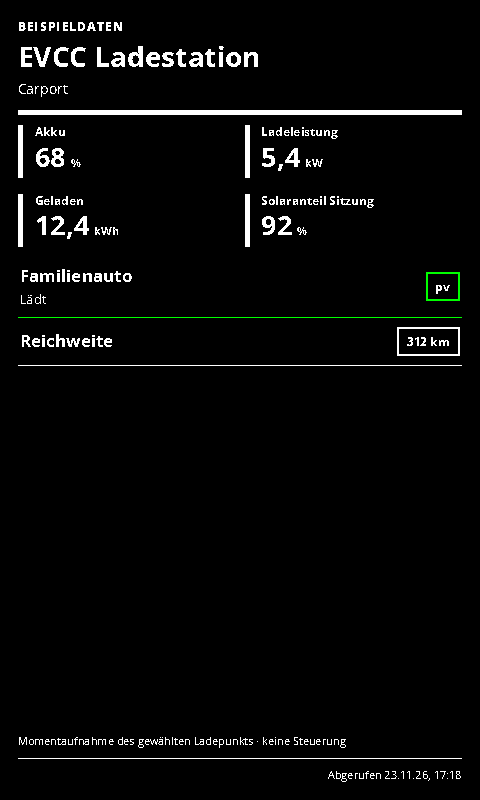 BEISPIELDATEN
EVCC Ladestation
Carport
Akku
68 %
Ladeleistung
5,4 kW
Geladen
12,4 kWh
Solaranteil Sitzung
92 %
Familienauto
Lädt
pv
Reichweite
312 km
Momentaufnahme des gewählten Ladepunkts · keine Steuerung
Abgerufen 23.11.26, 17:18